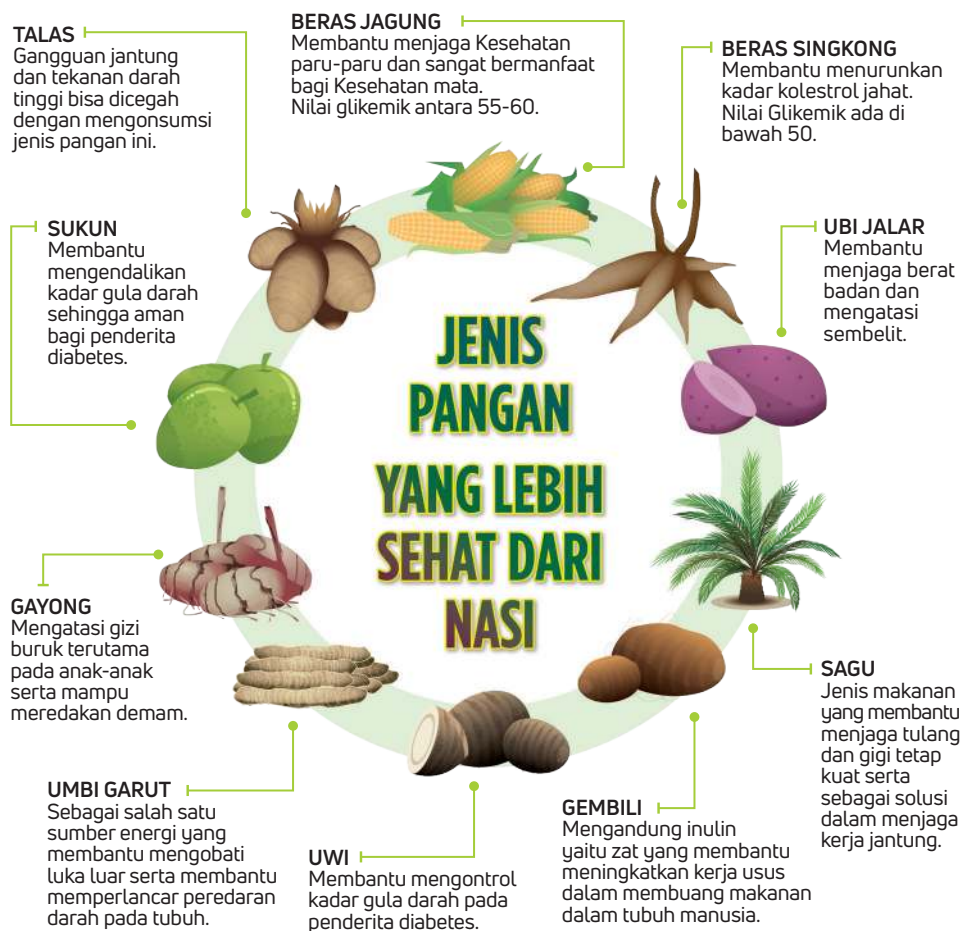 JENIS
PANGAN
YANG LEBIH
SEHAT DARI
NASI
TALAS
Gangguan jantung
dan tekanan darah
tinggi bisa dicegah
dengan mengonsumsi
jenis pangan ini.
BERAS JAGUNG
Membantu menjaga Kesehatan
paru-paru dan sangat bermanfaat
bagi Kesehatan mata.
Nilai glikemik antara 55-60.
BERAS SINGKONG
Membantu menurunkan
kadar kolestrol jahat.
Nilai Glikemik ada di
bawah 50.
UBI JALAR
Membantu
menjaga berat
badan dan
mengatasi
sembelit.
SAGU
Jenis makanan
yang membantu
menjaga tulang
dan gigi tetap
kuat serta
sebagai solusi
dalam menjaga
kerja jantung.
GEMBILI
Mengandung inulin
yaitu zat yang membantu
meningkatkan kerja usus
dalam membuang makanan
dalam tubuh manusia.
UWI
Membantu mengontrol
kadar gula darah pada
penderita diabetes.
UMBI GARUT
Sebagai salah satu
sumber energi yang
membantu mengobati
luka luar serta membantu
memperlancar peredaran
darah pada tubuh.
GAYONG
Mengatasi gizi
buruk terutama
pada anak-anak
serta mampu
meredakan demam.
SUKUN
Membantu
mengendalikan
kadar gula darah
sehingga aman
bagi penderita
diabetes.